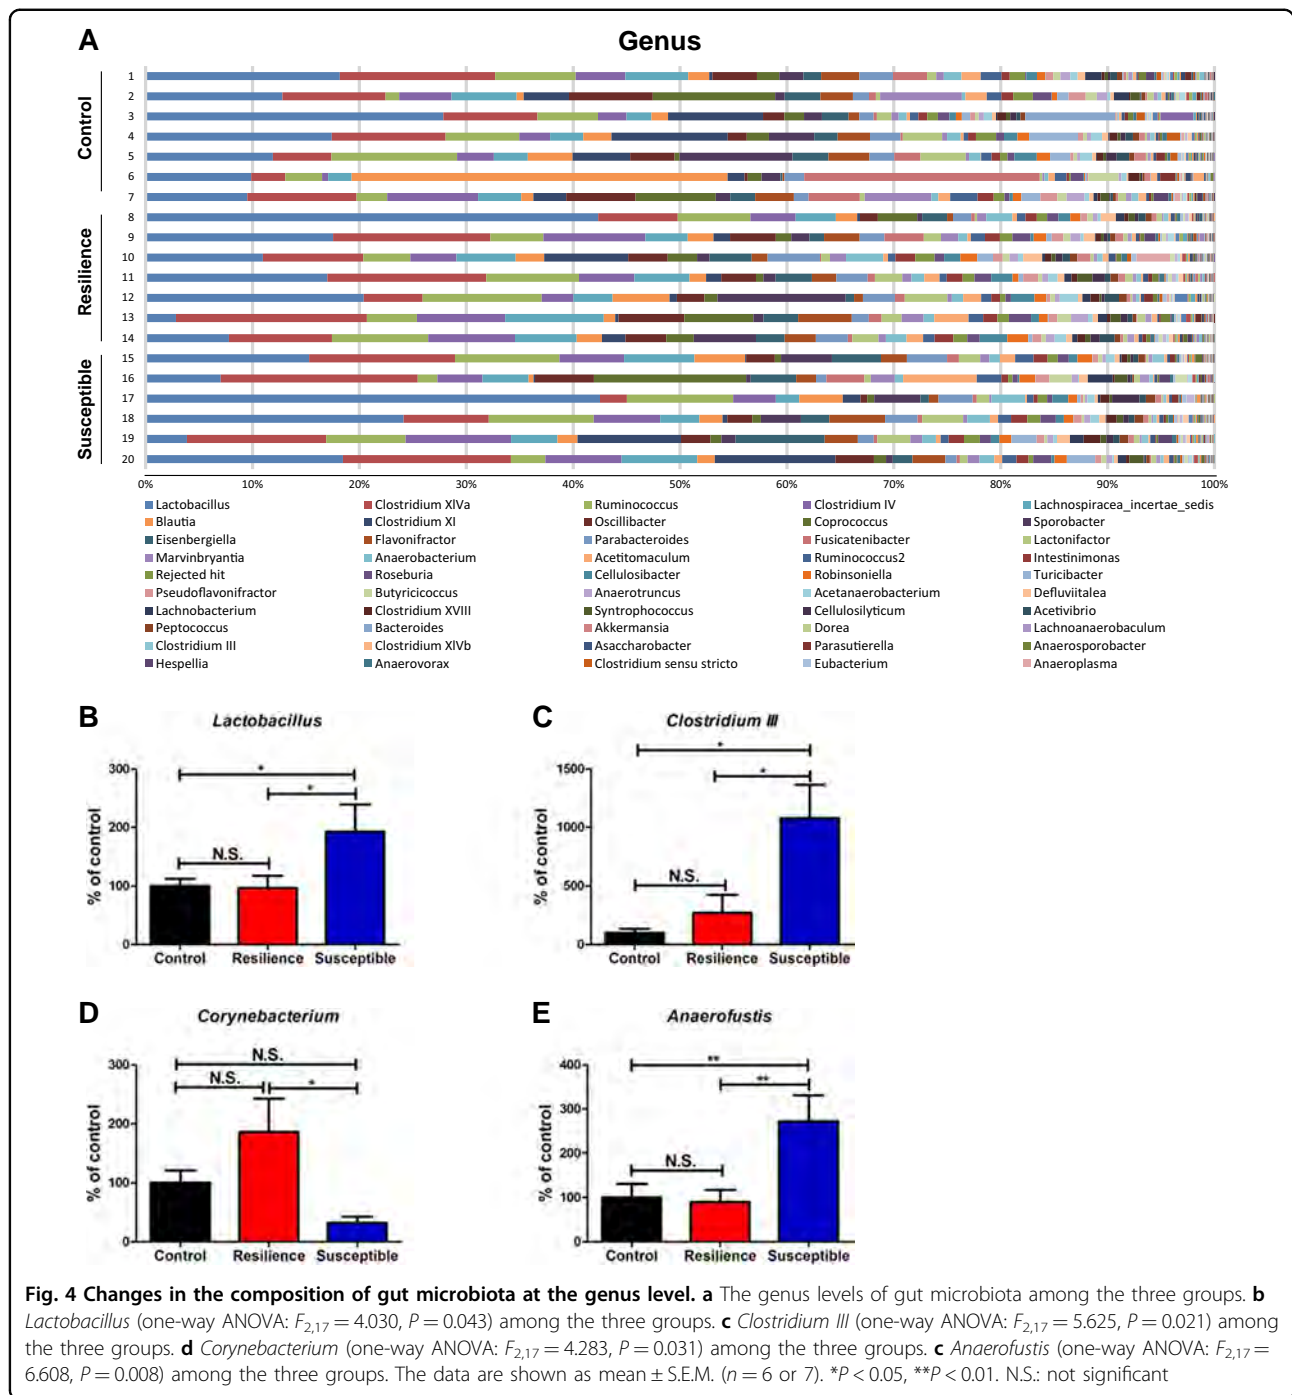 A
Genus
Control
1
2
3
4
5
6
7
Resilience
8
9
10
11
12
13
14
Susceptible
15
16
17
18
19
20
0% 10% 20% 30% 40% 50% 60% 70% 80% 90% 100%
Lactobacillus Clostridium XlVa Ruminococcus Clostridium IV Lachnospiracea_incertae_sedis
Blautia Clostridium XI Oscillibacter Coprococcus Sporobacter
Eisenbergiella Flavonifractor Parabacteroides Fusicatenibacter Lactonifactor
Marvinbryantia Anaerobacterium Acetitomaculum Ruminococcus2 Intestinimonas
Rejected hit Roseburia Cellulosibacter Robinsoniella Turicibacter
Pseudoflavonifractor Butyricicoccus Anaerotruncus Acetanaerobacterium Defluviitalea
Lachnobacterium Clostridium XVIII Syntrophococcus Cellulosilyticum Acetivibrio
Peptococcus Bacteroides Akkermansia Dorea Lachnoanaerobaculum
Clostridium III Clostridium XlVb Asaccharobacter Parasutierella Anaerosporobacter
Hespellia Anaerovorax Clostridium sensu stricto Eubacterium Anaeroplasma
B
Lactobacillus
% of control
300
200
100
0
*
*
N.S.
Control Resilience Susceptible
C
Clostridium III
% of control
1500
1000
500
0
*
*
N.S.
Control Resilience Susceptible
D
Corynebacterium
% of control
300
200
100
0
N.S.
N.S. *
Control Resilience Susceptible
E
Anaerofustis
% of control
400
300
200
100
0
**
**
N.S.
Control Resilience Susceptible
Fig. 4 Changes in the composition of gut microbiota at the genus level. a The genus levels of gut microbiota among the three groups. b
Lactobacillus (one-way ANOVA: F2,17 = 4.030, P = 0.043) among the three groups. c Clostridium III (one-way ANOVA: F2,17 = 5.625, P = 0.021) among
the three groups. d Corynebacterium (one-way ANOVA: F2,17 = 4.283, P = 0.031) among the three groups. c Anaerofustis (one-way ANOVA: F2,17 =
6.608, P = 0.008) among the three groups. The data are shown as mean ± S.E.M. (n = 6 or 7). *P < 0.05, **P < 0.01. N.S.: not significant